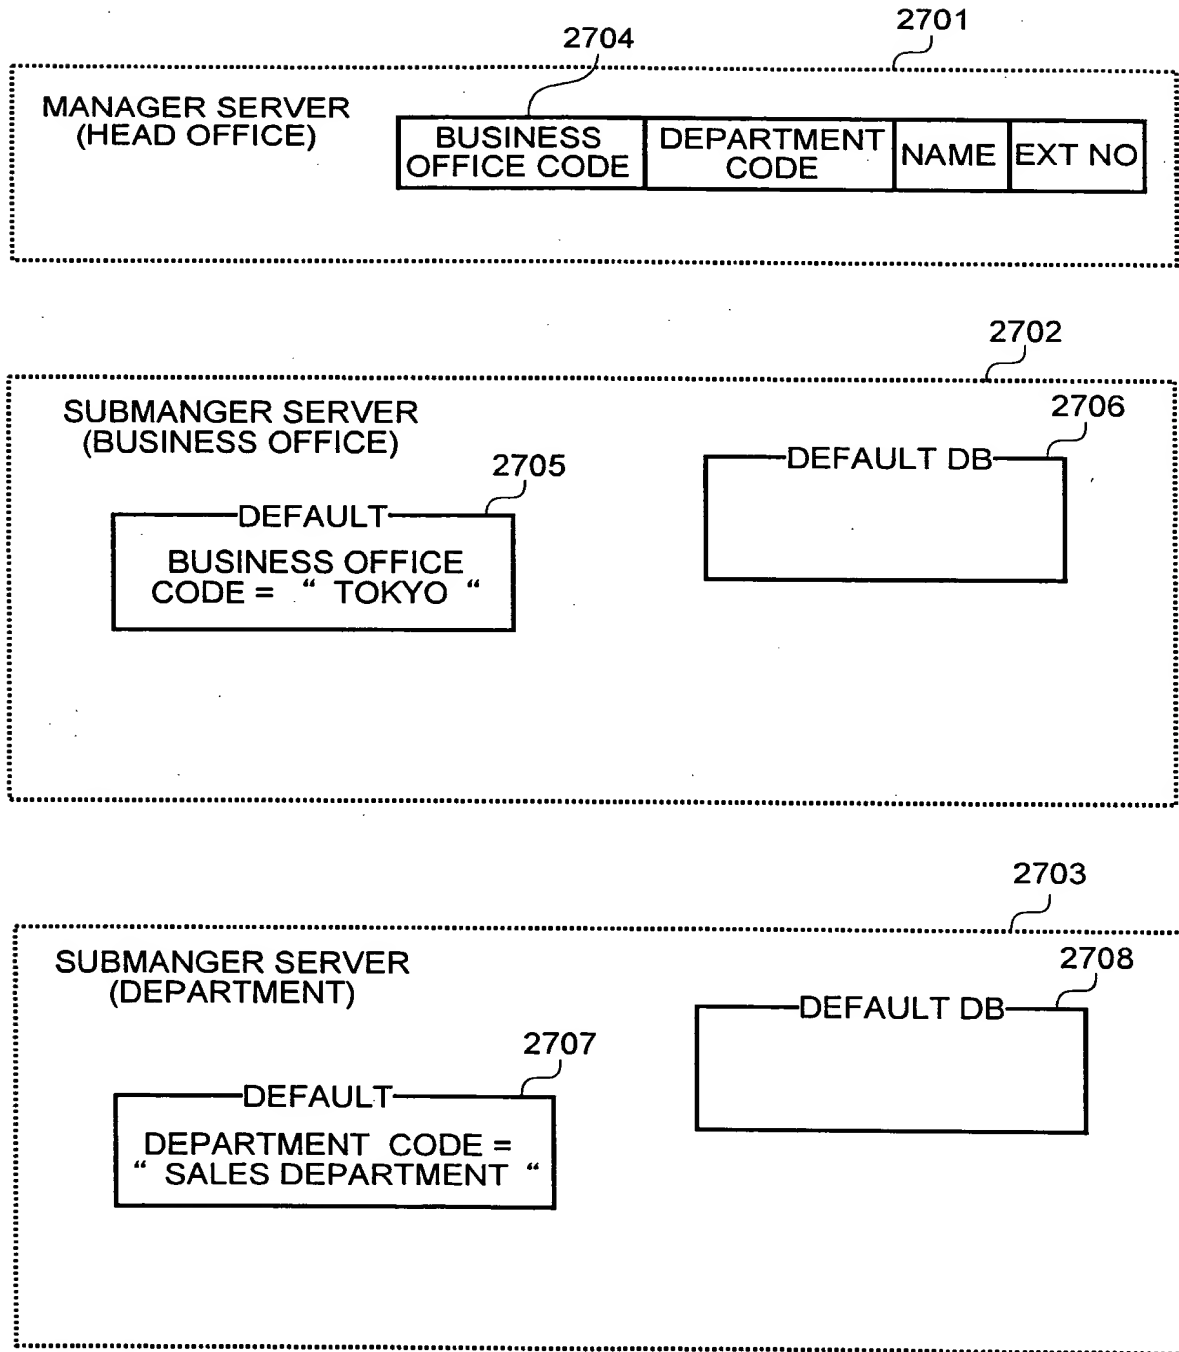 2704
2701
MANAGER SERVER
(HEAD OFFICE)
BUSINESS
OFFICE CODE
DEPARTMENT
CODE
NAME
EXT NO
2702
SUBMANGER SERVER
(BUSINESS OFFICE)
2706
DEFAULT DB
2705
DEFAULT
BUSINESS OFFICE
CODE = “ TOKYO “
2703
SUBMANGER SERVER
(DEPARTMENT)
2708
DEFAULT DB
2707
DEFAULT
DEPARTMENT CODE =
“ SALES DEPARTMENT “